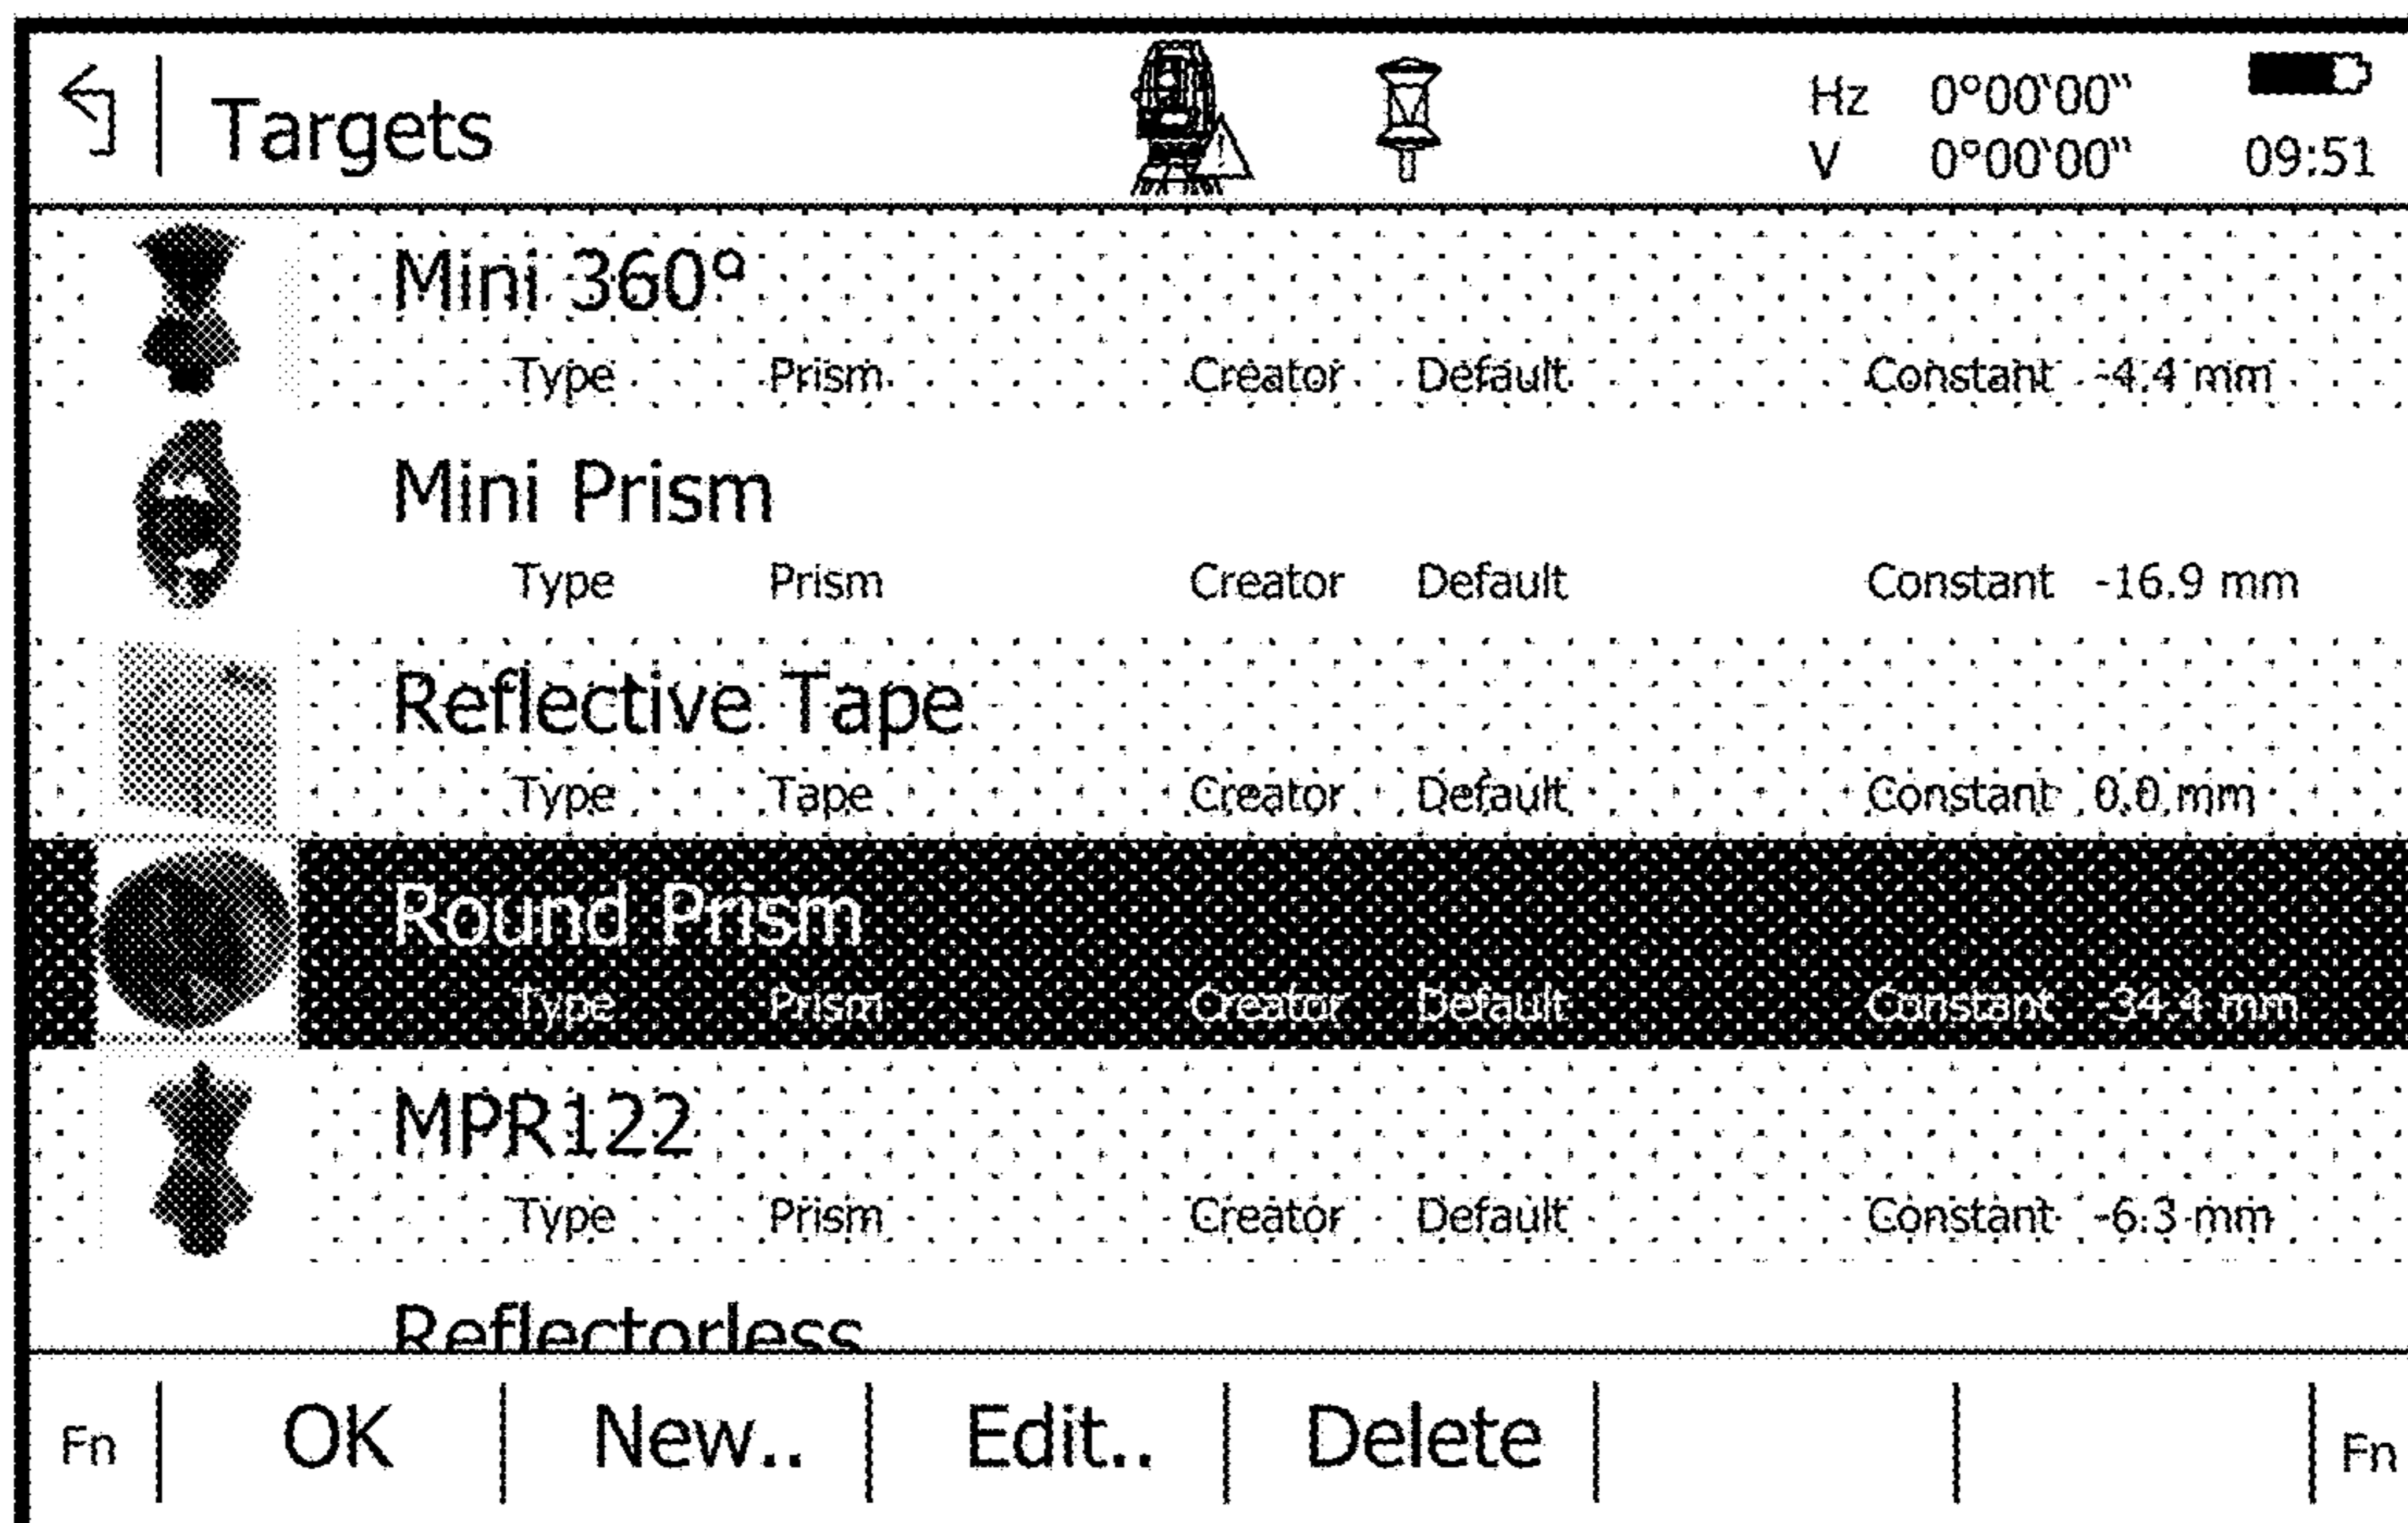 Targets
Hz 0°00'00"
V 0°00'00" 09:51
Mini 360°
Type Prism Creator Default Constant -4.4 mm
Mini Prism
Type Prism Creator Default Constant -16.9 mm
Reflective Tape
Type Tape Creator Default Constant 0.0 mm
Round Prism
Type Prism Creator Default Constant -34.4 mm
MPR122
Type Prism Creator Default Constant -6.3 mm
Reflectorless
Fn OK New.. Edit.. Delete Fn